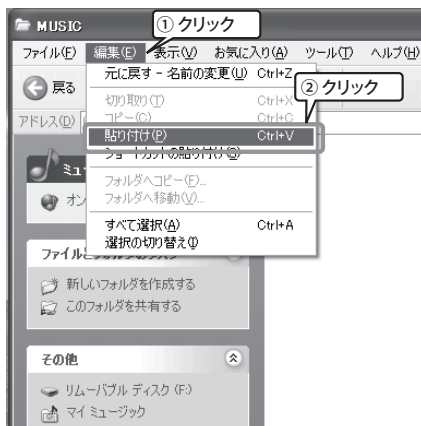 MUSIC
① クリック
ファイル(F) 編集(E) 表示(V) お気に入り(A) ツール(T) ヘルプ(H)
戻る
元に戻す - 名前の変更(U) Ctrl+Z
② クリック
切り取り(T) Ctrl+X
コピー(C) Ctrl+C
アドレス(D)
貼り付け(P) Ctrl+V
ショートカットの貼り付け(S)
ミュ
フォルダへコピー(F)...
オン
フォルダへ移動(V)...
すべて選択(A) Ctrl+A
選択の切り替え(I)
ファイルとフォルダのタスク
新しいフォルダを作成する
このフォルダを共有する
その他
リムーバブル ディスク (F:)
マイ ミュージック